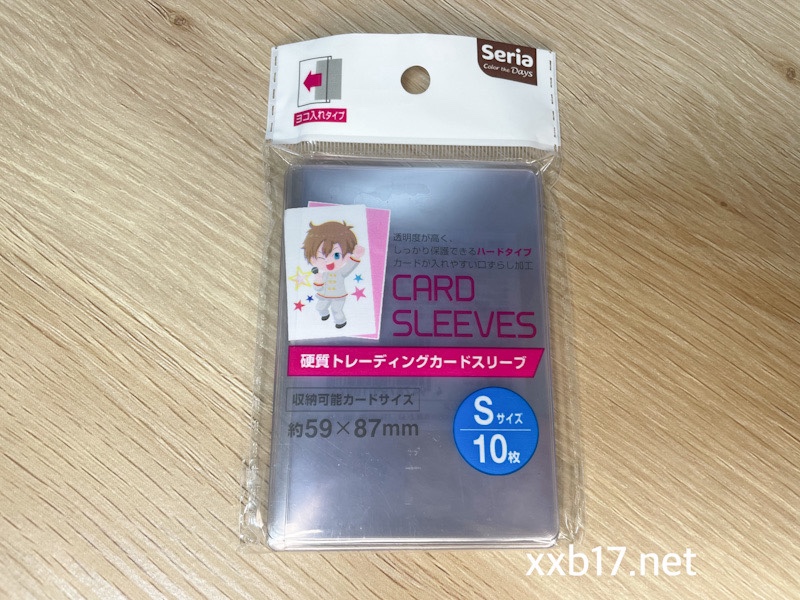 Seria
Color the Days
ヨコ入れタイプ
透明度が高く、
しっかり保護できるハードタイプ
カードが入れやすい口ずらし加工
CARD
SLEEVES
硬質トレーディングカードスリーブ
収納可能カードサイズ
約59×87mm
Sサイズ
10枚
xxb17.net